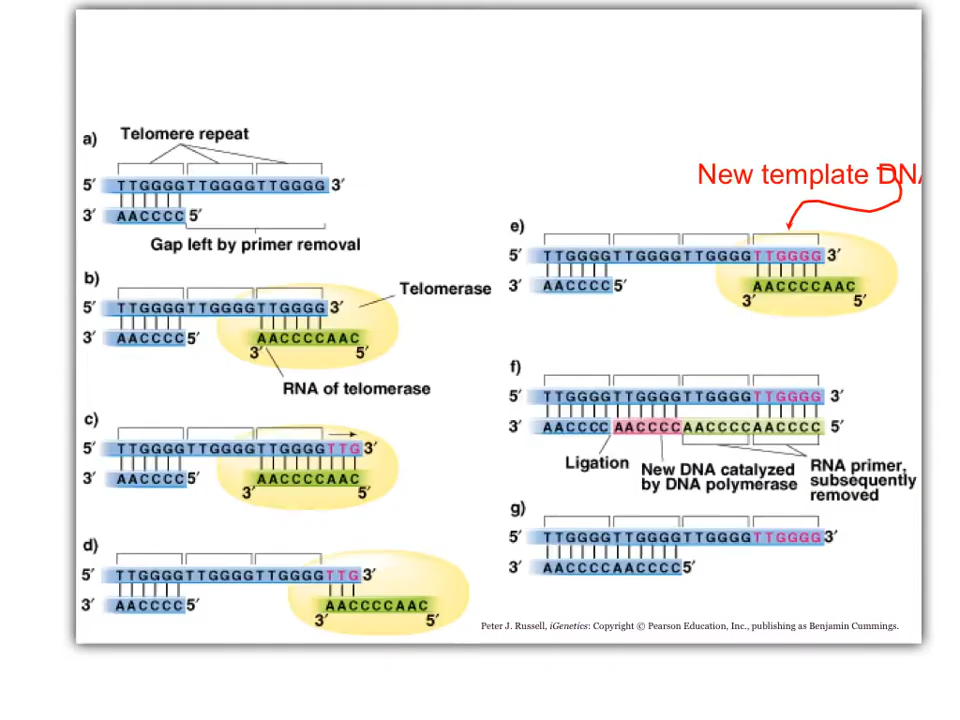 a)
Telomere repeat
5′ TTGGGGTTGGGGTTGGGG 3′
3′ AACCCC 5′
Gap left by primer removal
b)
Telomerase
5′ TTGGGGTTGGGGTTGGGG 3′
3′ AACCCC 5′ AACCCCAAC
3′ 5′
RNA of telomerase
c)
5′ TTGGGGTTGGGGTTGGGGTTG 3′
3′ AACCCC 5′ AACCCCAAC
3′ 5′
d)
5′ TTGGGGTTGGGGTTGGGGTTG 3′
3′ AACCCC 5′ AACCCCAAC
3′ 5′
New template DNA
e)
5′ TTGGGGTTGGGGTTGGGGTTGGGG 3′
3′ AACCCC 5′ AACCCCAAC
3′ 5′
f)
5′ TTGGGGTTGGGGTTGGGGTTGGGG 3′
3′ AACCCCAACCCCAACCCCAACCCC 5′
Ligation
New DNA catalyzed
by DNA polymerase
RNA primer,
subsequently
removed
g)
5′ TTGGGGTTGGGGTTGGGGTTGGGG 3′
3′ AACCCCAACCCC 5′
Peter J. Russell, iGenetics: Copyright © Pearson Education, Inc., publishing as Benjamin Cummings.